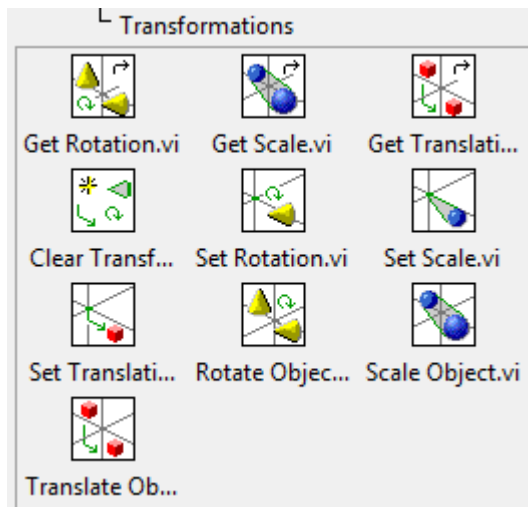 Transformations
Get Rotation.vi Get Scale.vi Get Translati...
Clear Transf... Set Rotation.vi Set Scale.vi
Set Translati... Rotate Objec... Scale Object.vi
Translate Ob...